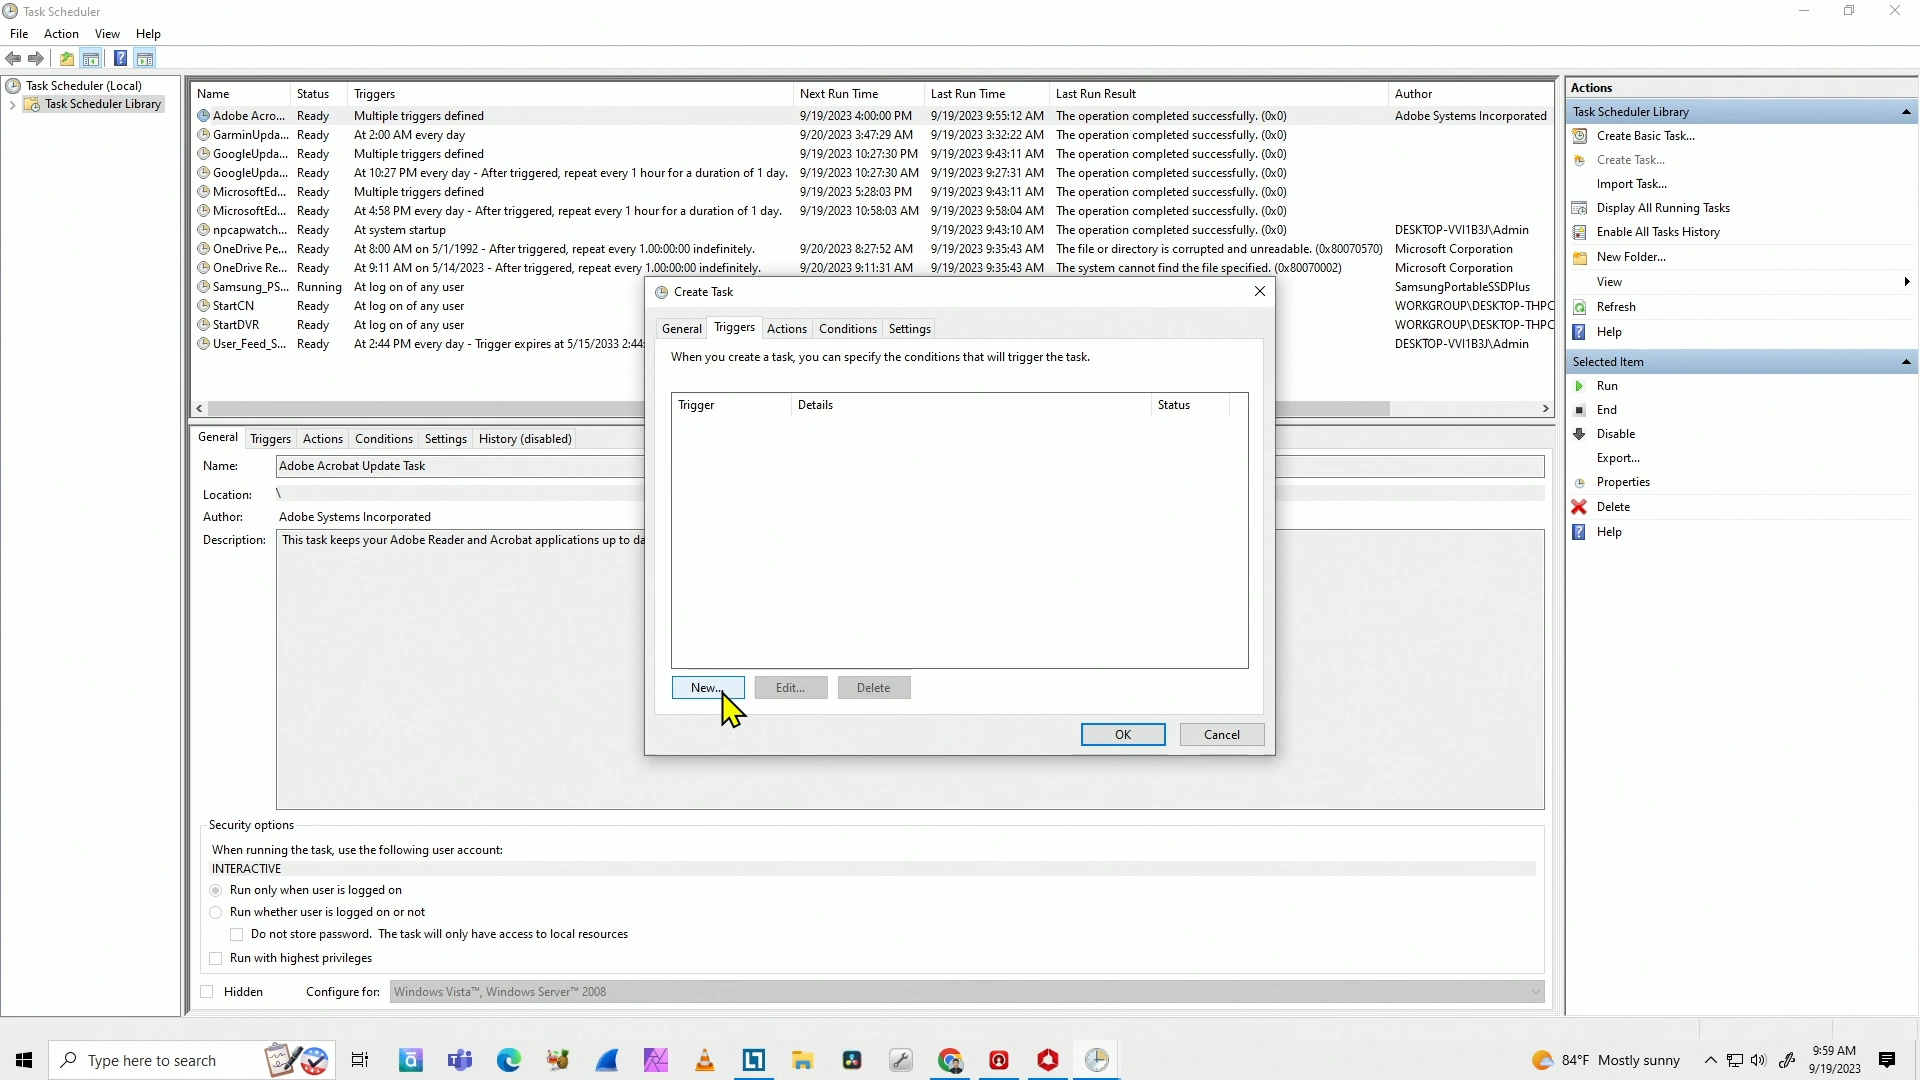 Task Scheduler
File Action View Help
Task Scheduler (Local)
Task Scheduler Library
Name Status Triggers Next Run Time Last Run Time Last Run Result Author
Adobe Acro... Ready Multiple triggers defined 9/19/2023 4:00:00 PM 9/19/2023 9:55:12 AM The operation completed successfully. (0x0) Adobe Systems Incorporated
GarminUpda... Ready At 2:00 AM every day 9/20/2023 3:47:29 AM 9/19/2023 3:32:22 AM The operation completed successfully. (0x0)
GoogleUpda... Ready Multiple triggers defined 9/19/2023 10:27:30 PM 9/19/2023 9:43:11 AM The operation completed successfully. (0x0)
GoogleUpda... Ready At 10:27 PM every day - After triggered, repeat every 1 hour for a duration of 1 day. 9/19/2023 10:27:30 AM 9/19/2023 9:27:31 AM The operation completed successfully. (0x0)
MicrosoftEd... Ready Multiple triggers defined 9/19/2023 5:28:03 PM 9/19/2023 9:43:11 AM The operation completed successfully. (0x0)
MicrosoftEd... Ready At 4:58 PM every day - After triggered, repeat every 1 hour for a duration of 1 day. 9/19/2023 10:58:03 AM 9/19/2023 9:58:04 AM The operation completed successfully. (0x0)
npcapwatch... Ready At system startup 9/19/2023 9:43:10 AM The operation completed successfully. (0x0) DESKTOP-VVI1B3J\Admin
OneDrive Pe... Ready At 8:00 AM on 5/1/1992 - After triggered, repeat every 1.00:00:00 indefinitely. 9/20/2023 8:27:52 AM 9/19/2023 9:35:43 AM The file or directory is corrupted and unreadable. (0x80070570) Microsoft Corporation
OneDrive Re... Ready At 9:11 AM on 5/14/2023 - After triggered, repeat every 1.00:00:00 indefinitely. 9/20/2023 9:11:31 AM 9/19/2023 9:35:43 AM The system cannot find the file specified. (0x80070002) Microsoft Corporation
Samsung_PS... Running At log on of any user SamsungPortableSSDPlus
StartCN Ready At log on of any user WORKGROUP\DESKTOP-THPC
StartDVR Ready At log on of any user WORKGROUP\DESKTOP-THPC
User_Feed_S... Ready At 2:44 PM every day - Trigger expires at 5/15/2033 2:44: DESKTOP-VVI1B3J\Admin
General Triggers Actions Conditions Settings History (disabled)
Name: Adobe Acrobat Update Task
Location: \
Author: Adobe Systems Incorporated
Description: This task keeps your Adobe Reader and Acrobat applications up to da
Security options
When running the task, use the following user account:
INTERACTIVE
Run only when user is logged on
Run whether user is logged on or not
Do not store password. The task will only have access to local resources
Run with highest privileges
Hidden Configure for: Windows Vista™, Windows Server™ 2008
Create Task
General Triggers Actions Conditions Settings
When you create a task, you can specify the conditions that will trigger the task.
Trigger Details Status
New... Edit... Delete
OK Cancel
Actions
Task Scheduler Library
Create Basic Task...
Create Task...
Import Task...
Display All Running Tasks
Enable All Tasks History
New Folder...
View
Refresh
Help
Selected Item
Run
End
Disable
Export...
Properties
Delete
Help
Type here to search
84°F Mostly sunny
9:59 AM
9/19/2023